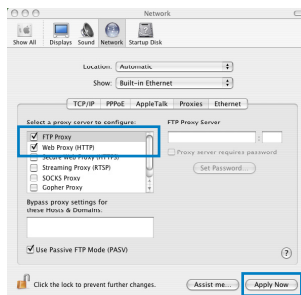 Network
Show All Displays Sound Network Startup Disk
Location: Automatic
Show: Built-in Ethernet
TCP/IP PPPoE AppleTalk Proxies Ethernet
Select a proxy server to configure:
FTP Proxy Server
FTP Proxy
:
Web Proxy (HTTP)
Proxy server requires password
Secure Web Proxy (HTTPS)
Streaming Proxy (RTSP)
Set Password...
SOCKS Proxy
Gopher Proxy
Bypass proxy settings for
these Hosts & Domains:
Use Passive FTP Mode (PASV)
?
Click the lock to prevent further changes.
Assist me...
Apply Now